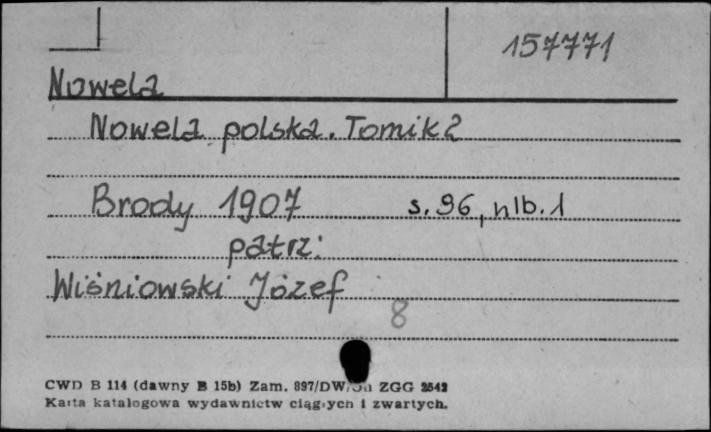 157771
Nowela
Nowela polska. Tomik 2
Brody 1907 s. 96, nlb. 1
patrz:
Wiśniowski Józef
8
CWD B 114 (dawny B 15b) Zam. 897/DW/ ZGG 2542
Karta katalogowa wydawnictw ciągłych i zwartych.